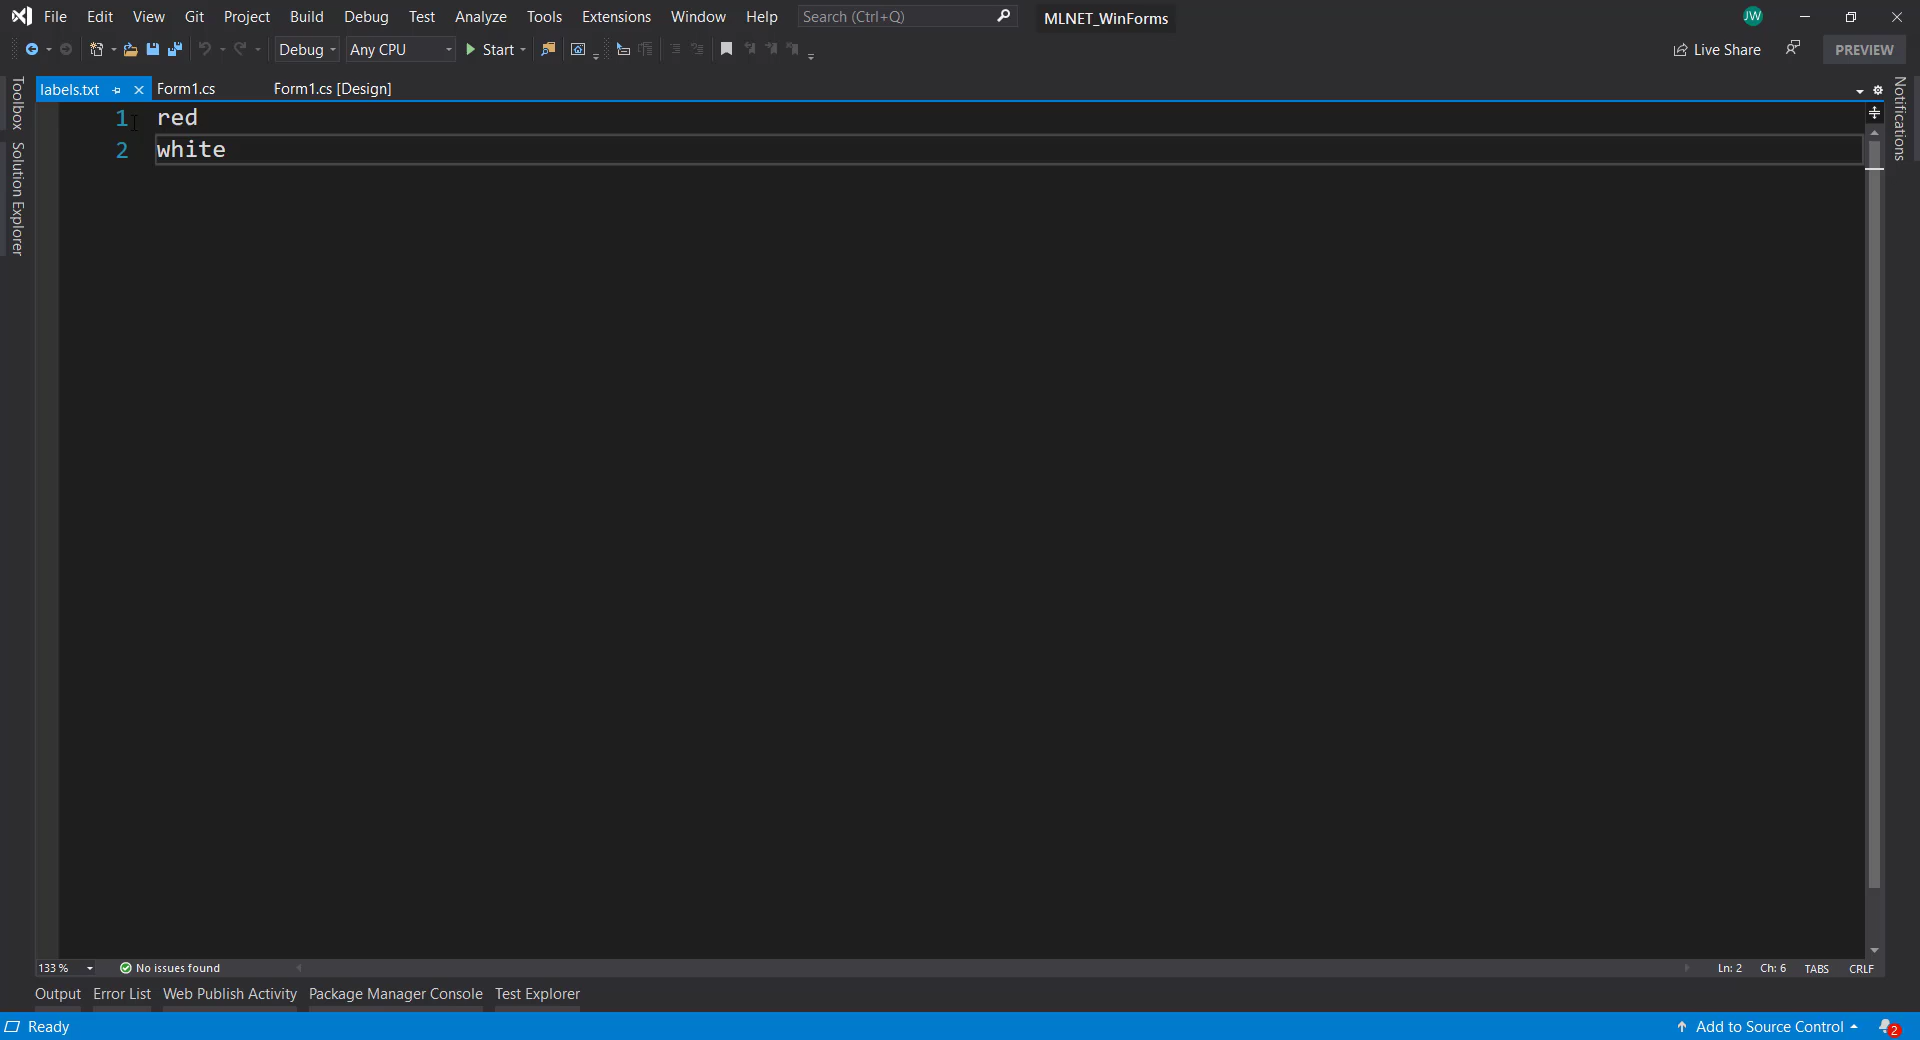 File Edit View Git Project Build Debug Test Analyze Tools Extensions Window Help Search (Ctrl+Q) MLNET_WinForms JW
Debug Any CPU Start Live Share PREVIEW
labels.txt Form1.cs Form1.cs [Design]
Toolbox
Solution Explorer
1 red
2 white
Notifications
133 % No issues found Ln: 2 Ch: 6 TABS CRLF
Output Error List Web Publish Activity Package Manager Console Test Explorer
Ready Add to Source Control 2